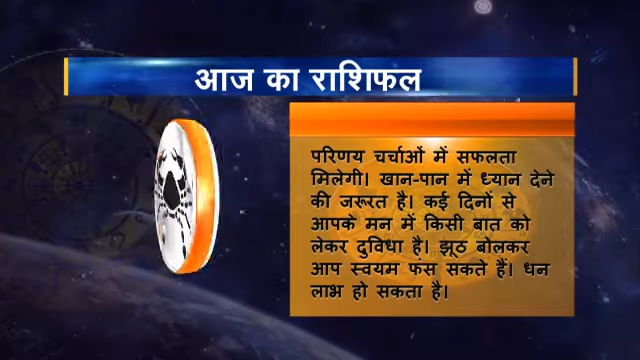 आज का राशिफल
परिणय चर्चाओं में सफलता
मिलेगी। खान-पान में ध्यान देने
की जरूरत है। कई दिनों से
आपके मन में किसी बात को
लेकर दुविधा है। झूठ बोलकर
आप स्वयम फस सकते हैं। धन
लाभ हो सकता है।